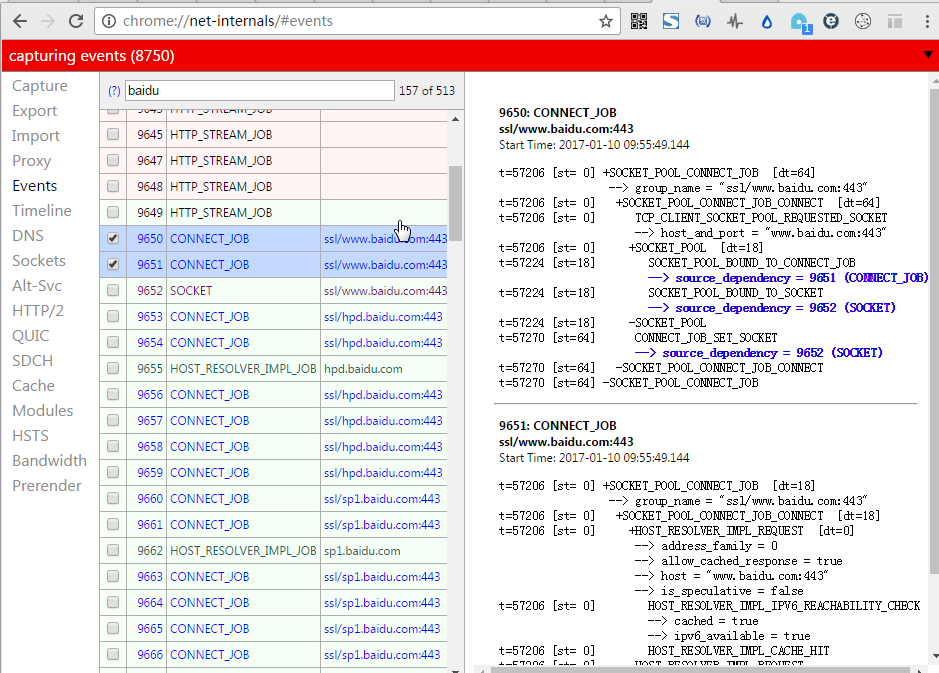 chrome://net-internals/#events
1
capturing events (8750)
▼
Capture
Export
Import
Proxy
Events
Timeline
DNS
Sockets
Alt-Svc
HTTP/2
QUIC
SDCH
Cache
Modules
HSTS
Bandwidth
Prerender
(?) baidu 157 of 513
9645 HTTP_STREAM_JOB
9647 HTTP_STREAM_JOB
9648 HTTP_STREAM_JOB
9649 HTTP_STREAM_JOB
9650 CONNECT_JOB ssl/www.baidu.com:443
9651 CONNECT_JOB ssl/www.baidu.com:443
9652 SOCKET ssl/www.baidu.com:443
9653 CONNECT_JOB ssl/hpd.baidu.com:443
9654 CONNECT_JOB ssl/hpd.baidu.com:443
9655 HOST_RESOLVER_IMPL_JOB hpd.baidu.com
9656 CONNECT_JOB ssl/hpd.baidu.com:443
9657 CONNECT_JOB ssl/hpd.baidu.com:443
9658 CONNECT_JOB ssl/hpd.baidu.com:443
9659 CONNECT_JOB ssl/hpd.baidu.com:443
9660 CONNECT_JOB ssl/sp1.baidu.com:443
9661 CONNECT_JOB ssl/sp1.baidu.com:443
9662 HOST_RESOLVER_IMPL_JOB sp1.baidu.com
9663 CONNECT_JOB ssl/sp1.baidu.com:443
9664 CONNECT_JOB ssl/sp1.baidu.com:443
9665 CONNECT_JOB ssl/sp1.baidu.com:443
9666 CONNECT_JOB ssl/sp1.baidu.com:443
9650: CONNECT_JOB
ssl/www.baidu.com:443
Start Time: 2017-01-10 09:55:49.144
t=57206 [st= 0] +SOCKET_POOL_CONNECT_JOB [dt=64]
--> group_name = "ssl/www.baidu.com:443"
t=57206 [st= 0] +SOCKET_POOL_CONNECT_JOB_CONNECT [dt=64]
t=57206 [st= 0] TCP_CLIENT_SOCKET_POOL_REQUESTED_SOCKET
--> host_and_port = "www.baidu.com:443"
t=57206 [st= 0] +SOCKET_POOL [dt=18]
t=57224 [st=18] SOCKET_POOL_BOUND_TO_CONNECT_JOB
--> source_dependency = 9651 (CONNECT_JOB)
t=57224 [st=18] SOCKET_POOL_BOUND_TO_SOCKET
--> source_dependency = 9652 (SOCKET)
t=57224 [st=18] -SOCKET_POOL
t=57270 [st=64] CONNECT_JOB_SET_SOCKET
--> source_dependency = 9652 (SOCKET)
t=57270 [st=64] -SOCKET_POOL_CONNECT_JOB_CONNECT
t=57270 [st=64] -SOCKET_POOL_CONNECT_JOB
9651: CONNECT_JOB
ssl/www.baidu.com:443
Start Time: 2017-01-10 09:55:49.144
t=57206 [st= 0] +SOCKET_POOL_CONNECT_JOB [dt=18]
--> group_name = "ssl/www.baidu.com:443"
t=57206 [st= 0] +SOCKET_POOL_CONNECT_JOB_CONNECT [dt=18]
t=57206 [st= 0] +HOST_RESOLVER_IMPL_REQUEST [dt=0]
--> address_family = 0
--> allow_cached_response = true
--> host = "www.baidu.com:443"
--> is_speculative = false
t=57206 [st= 0] HOST_RESOLVER_IMPL_IPV6_REACHABILITY_CHECK
--> cached = true
--> ipv6_available = true
t=57206 [st= 0] HOST_RESOLVER_IMPL_CACHE_HIT